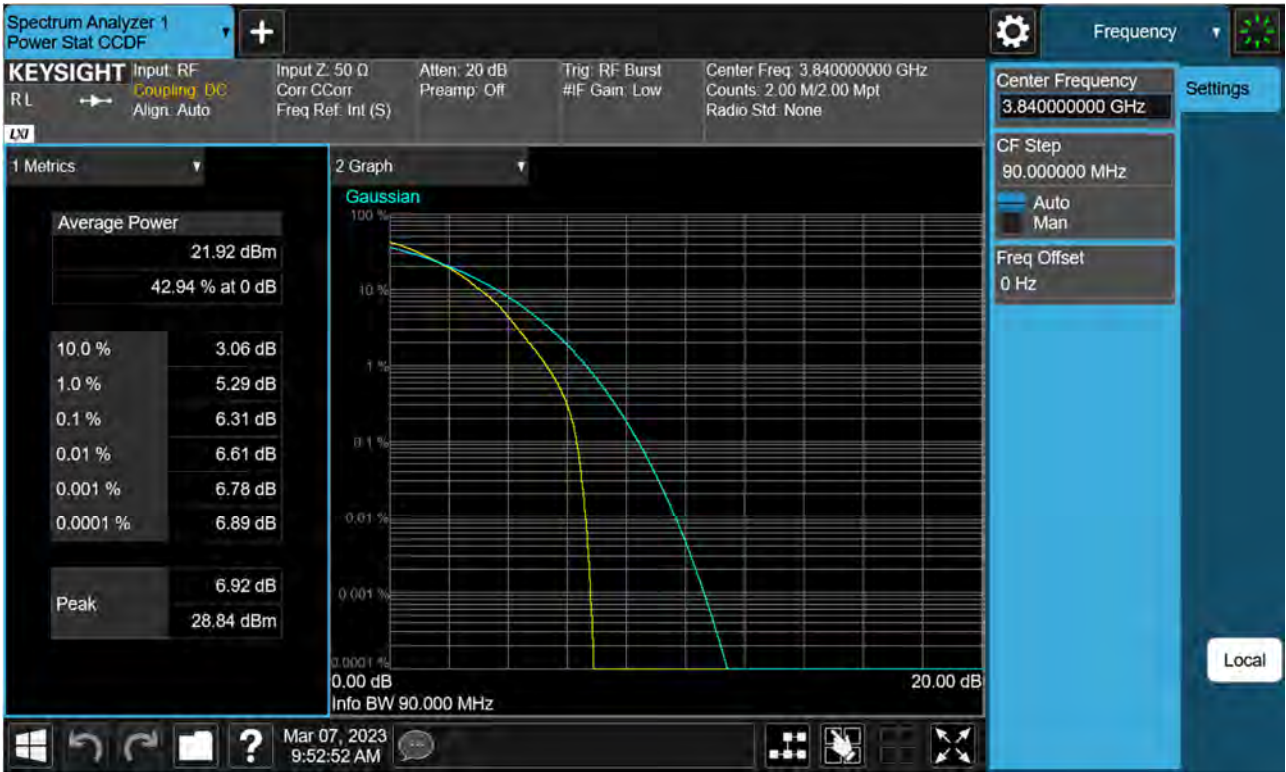 Spectrum Analyzer 1
Power Stat CCDF
Frequency
KEYSIGHT
R L
LXI
Input: RF
Coupling: DC
Align: Auto
Input Z: 50 Ω
Corr CCorr
Freq Ref: Int (S)
Atten: 20 dB
Preamp: Off
Trig: RF Burst
#IF Gain: Low
Center Freq: 3.840000000 GHz
Counts: 2.00 M/2.00 Mpt
Radio Std: None
Center Frequency
3.840000000 GHz
Settings
CF Step
90.000000 MHz
Auto
Man
Freq Offset
0 Hz
Local
1 Metrics
Average Power
21.92 dBm
42.94 % at 0 dB
10.0 % 3.06 dB
1.0 % 5.29 dB
0.1 % 6.31 dB
0.01 % 6.61 dB
0.001 % 6.78 dB
0.0001 % 6.89 dB
Peak
6.92 dB
28.84 dBm
2 Graph
Gaussian
100 %
10 %
1 %
0.1 %
0.01 %
0.001 %
0.0001 %
0.00 dB 20.00 dB
Info BW 90.000 MHz
?
Mar 07, 2023
9:52:52 AM